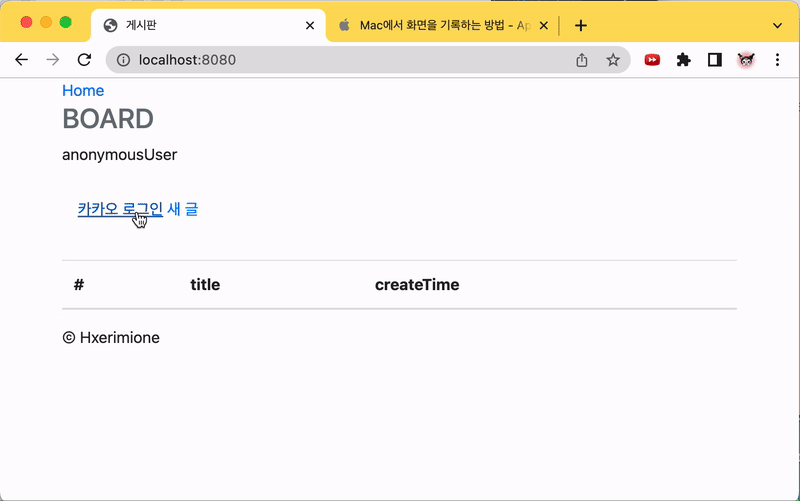 게시판
Mac에서 화면을 기록하는 방법 - Ap
localhost:8080
Home
BOARD
anonymousUser
카카오 로그인 새 글
# title createTime
© Hxerimione